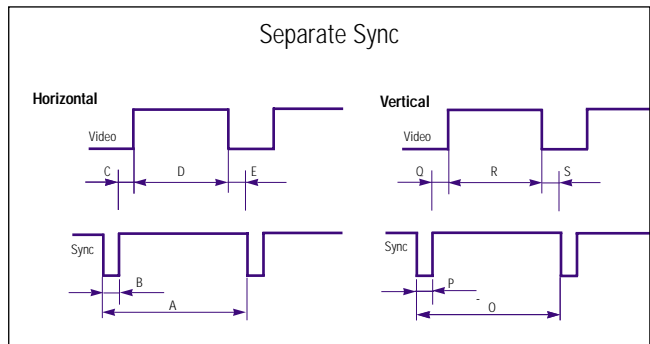 Separate Sync
Horizontal
Vertical
Video
Video
C
D
E
Q
R
S
Sync
Sync
B
P
A
-
O